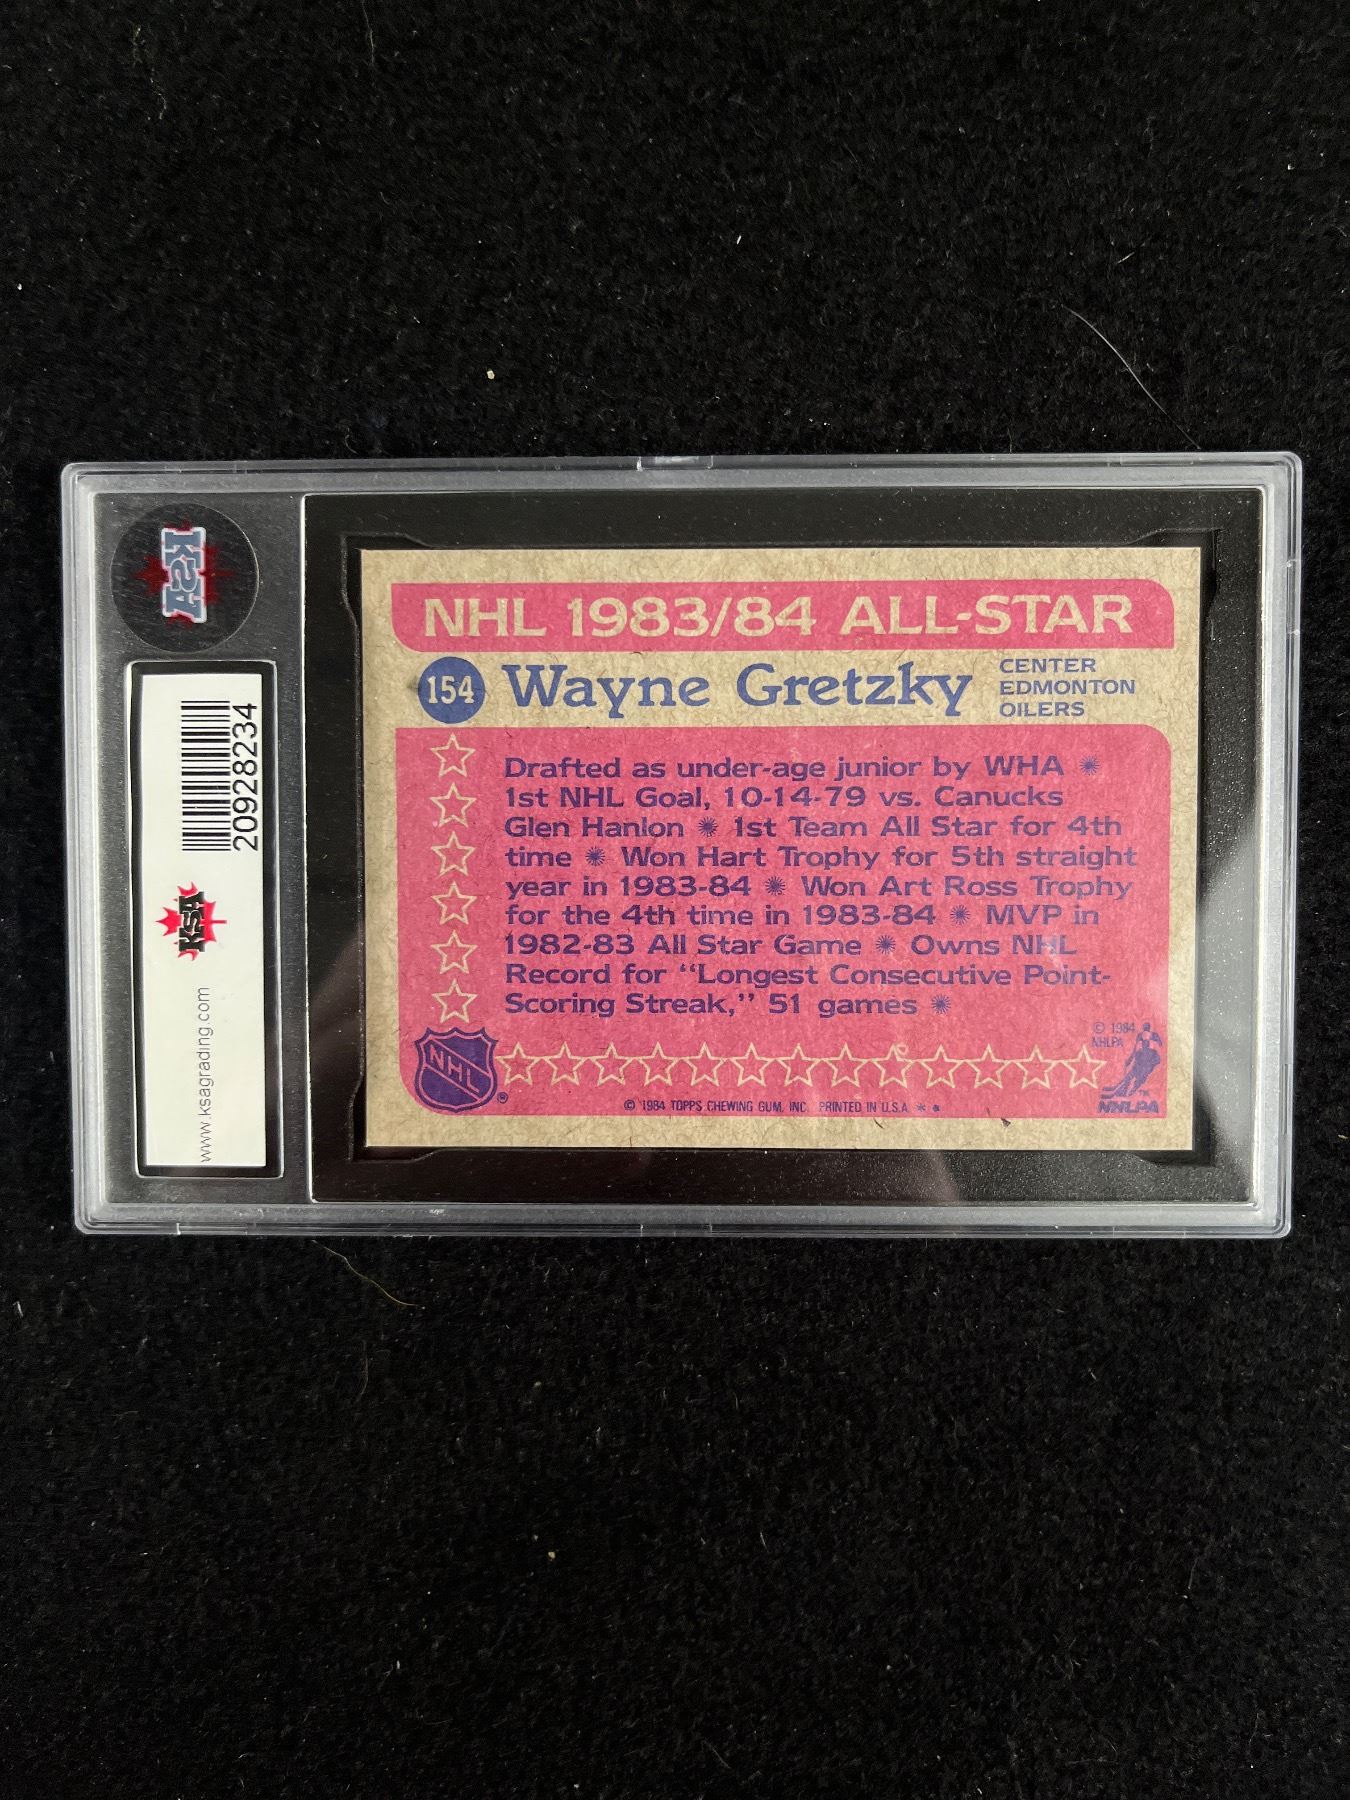 KSA
20928234
KSA
www.ksagrading.com
NHL 1983/84 ALL-STAR
154 Wayne Gretzky
CENTER
EDMONTON
OILERS
Drafted as under-age junior by WHA ✺
1st NHL Goal, 10-14-79 vs. Canucks
Glen Hanlon ✺ 1st Team All Star for 4th
time ✺ Won Hart Trophy for 5th straight
year in 1983-84 ✺ Won Art Ross Trophy
for the 4th time in 1983-84 ✺ MVP in
1982-83 All Star Game ✺ Owns NHL
Record for “Longest Consecutive Point-
Scoring Streak,” 51 games ✺
© 1984
NHLPA
NHL ®
NHLPA ™
© 1984 TOPPS CHEWING GUM, INC. PRINTED IN U.S.A. * *